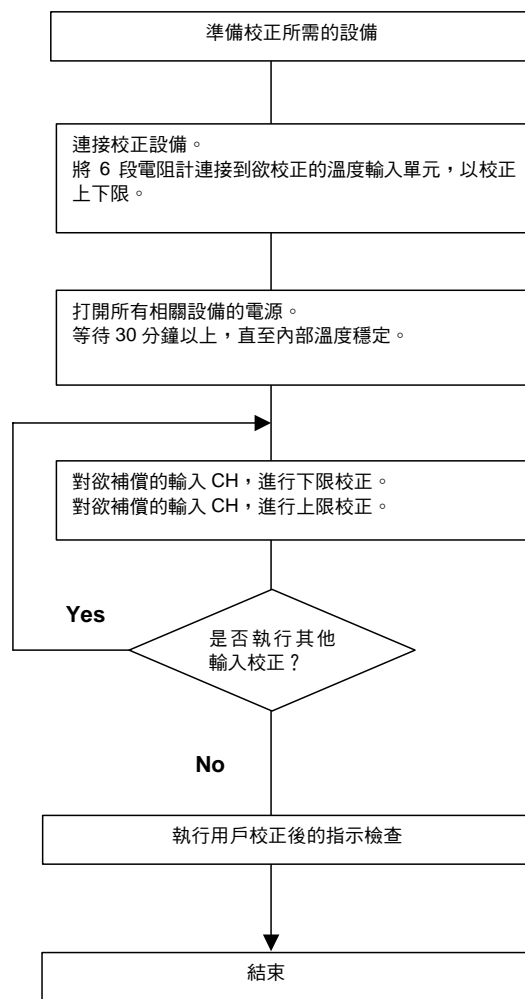 準備校正所需的設備
連接校正設備。
將 6 段電阻計連接到欲校正的溫度輸入單元，以校正
上下限。
打開所有相關設備的電源。
等待 30 分鐘以上，直至內部溫度穩定。
對欲補償的輸入 CH，進行下限校正。
對欲補償的輸入 CH，進行上限校正。
Yes
是否執行其他
輸入校正？
No
執行用戶校正後的指示檢查
結束